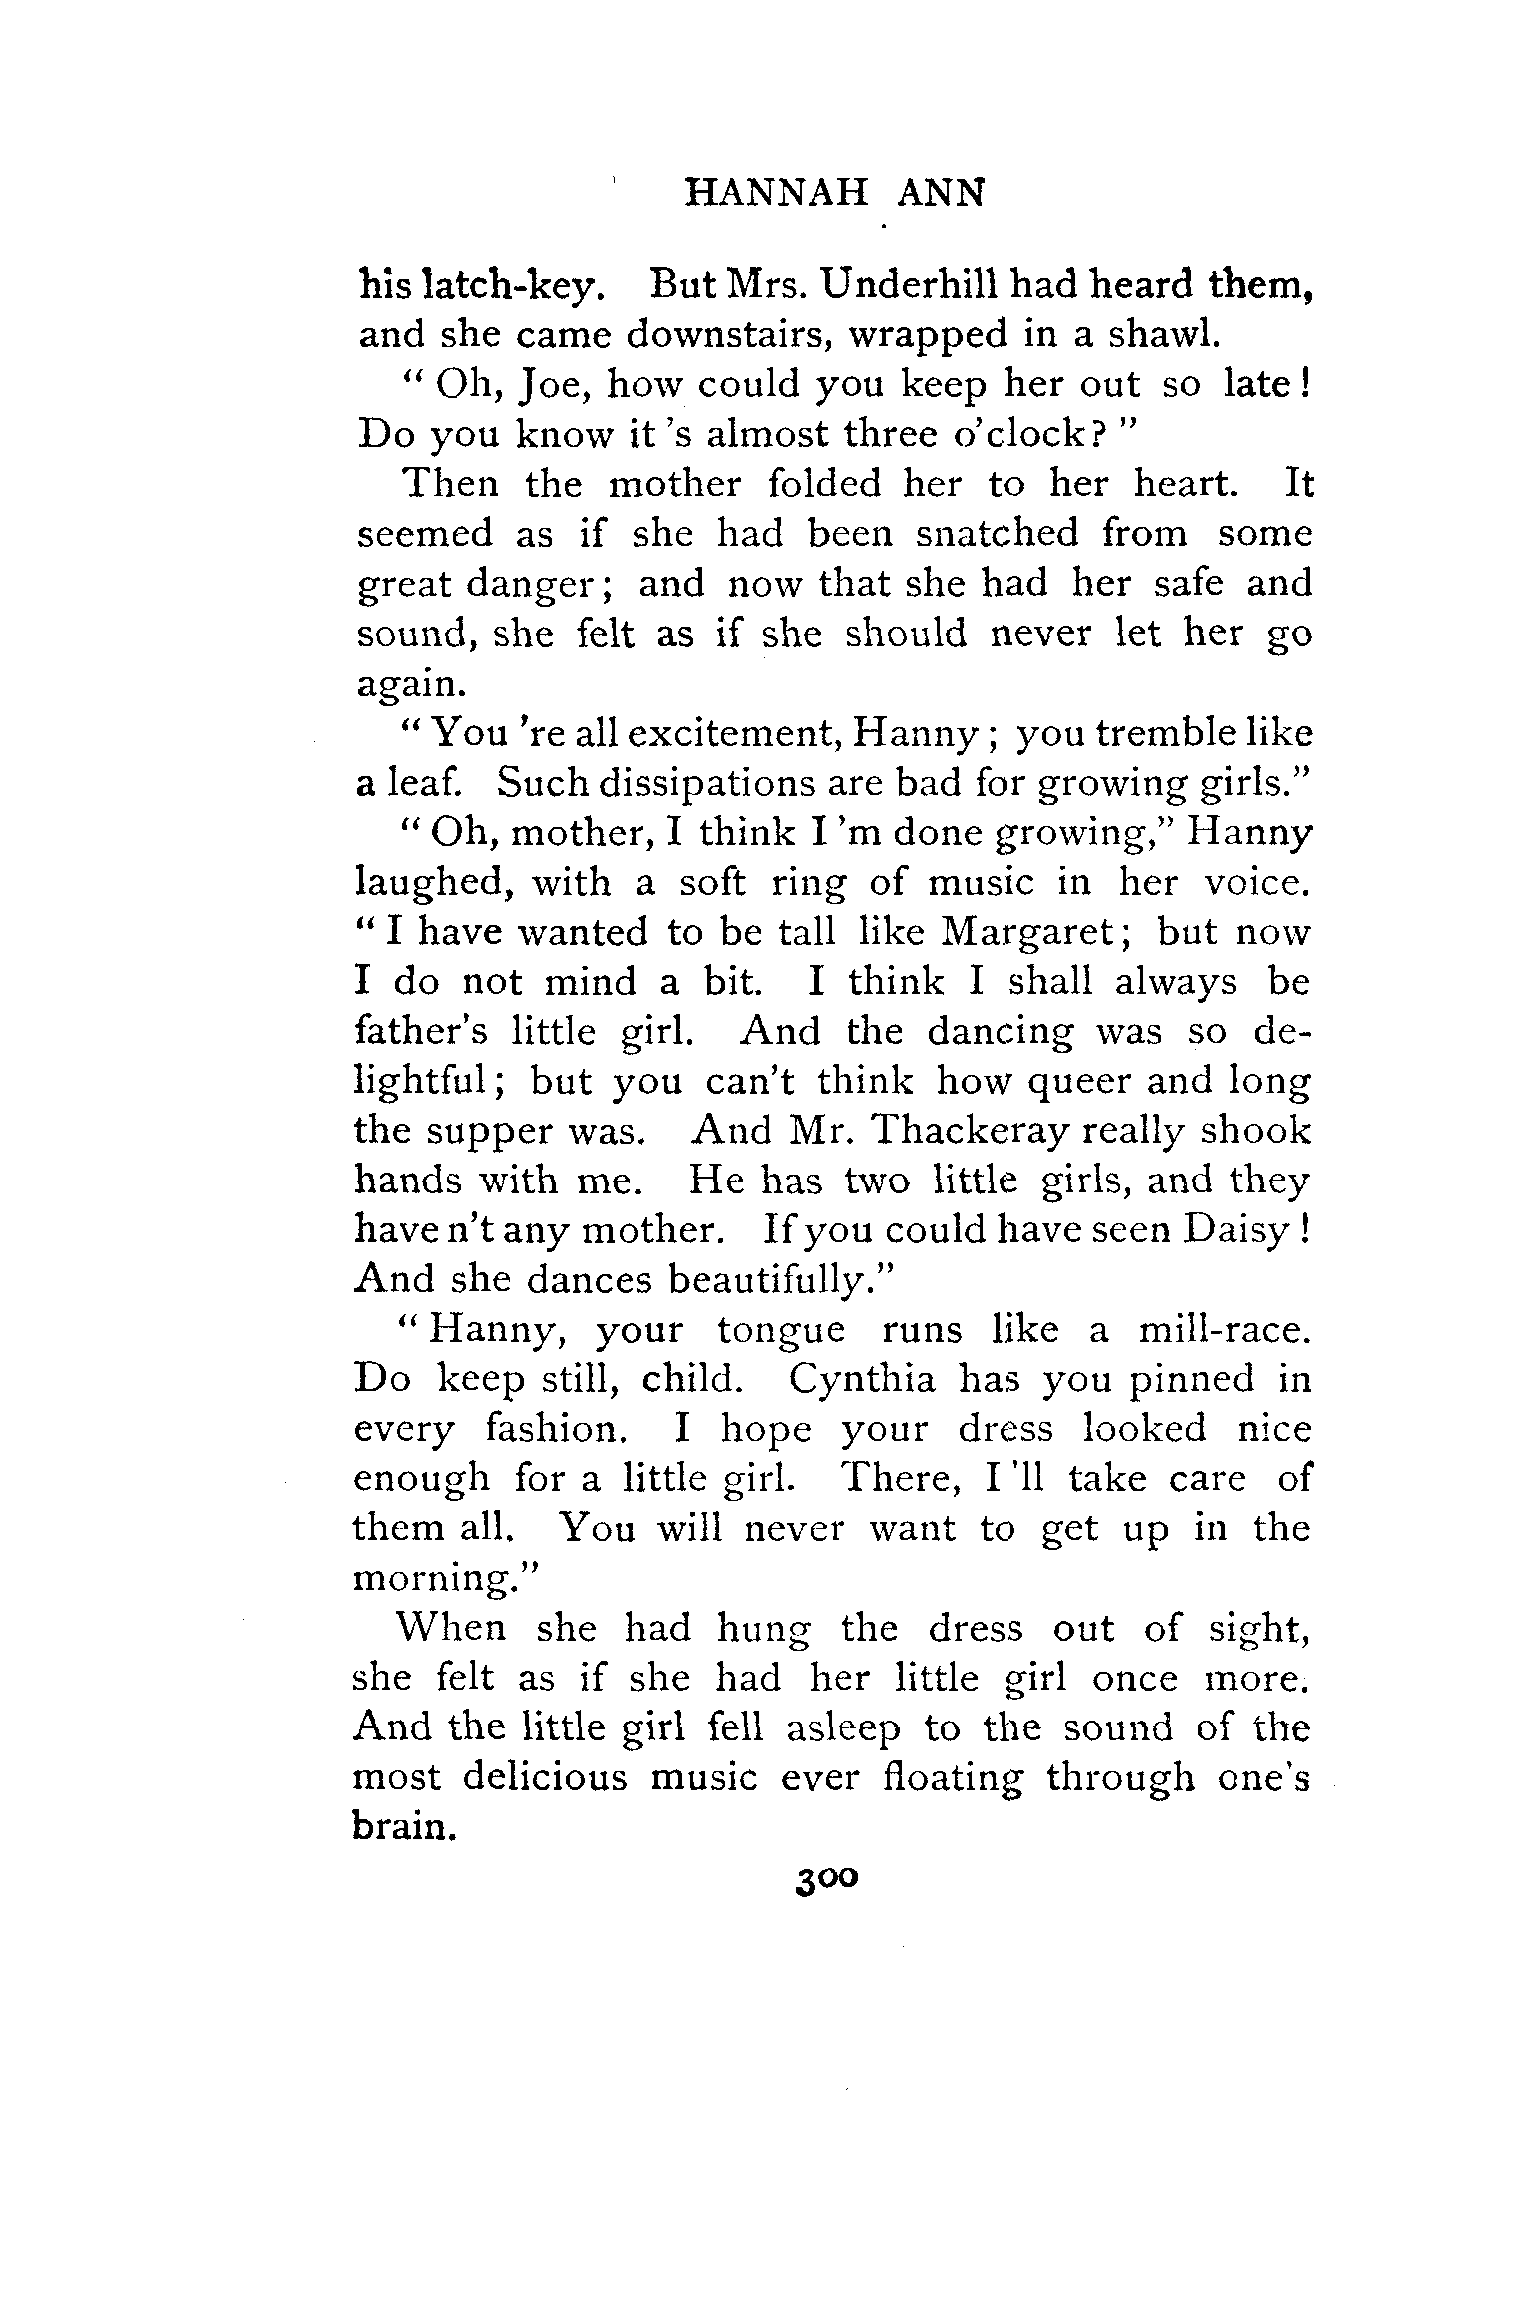 HANNAH ANN
his latch-key. But Mrs. Underhill had heard them,
and she came downstairs, wrapped in a shawl.
“ Oh, Joe, how could you keep her out so late !
Do you know it 's almost three o'clock? ”
Then the mother folded her to her heart. It
seemed as if she had been snatched from some
great danger ; and now that she had her safe and
sound, she felt as if she should never let her go
again.
“ You 're all excitement, Hanny ; you tremble like
a leaf. Such dissipations are bad for growing girls.”
“ Oh, mother, I think I 'm done growing,” Hanny
laughed, with a soft ring of music in her voice.
“ I have wanted to be tall like Margaret ; but now
I do not mind a bit. I think I shall always be
father's little girl. And the dancing was so de-
lightful ; but you can't think how queer and long
the supper was. And Mr. Thackeray really shook
hands with me. He has two little girls, and they
have n't any mother. If you could have seen Daisy !
And she dances beautifully.”
“ Hanny, your tongue runs like a mill-race.
Do keep still, child. Cynthia has you pinned in
every fashion. I hope your dress looked nice
enough for a little girl. There, I 'll take care of
them all. You will never want to get up in the
morning.”
When she had hung the dress out of sight,
she felt as if she had her little girl once more.
And the little girl fell asleep to the sound of the
most delicious music ever floating through one's
brain.
300